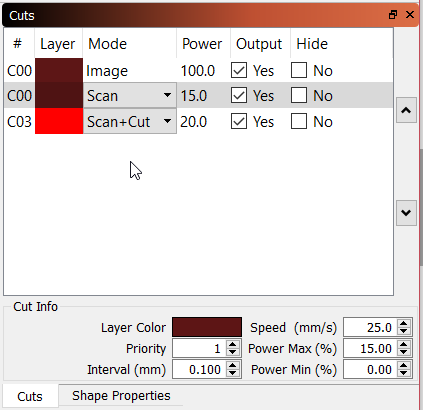 Cuts
# Layer Mode Power Output Hide
C00 Image 100.0 Yes No
C00 Scan 15.0 Yes No
C03 Scan+Cut 20.0 Yes No
Cut Info
Layer Color Speed (mm/s) 25.0
Priority 1 Power Max (%) 15.00
Interval (mm) 0.100 Power Min (%) 0.00
Cuts Shape Properties